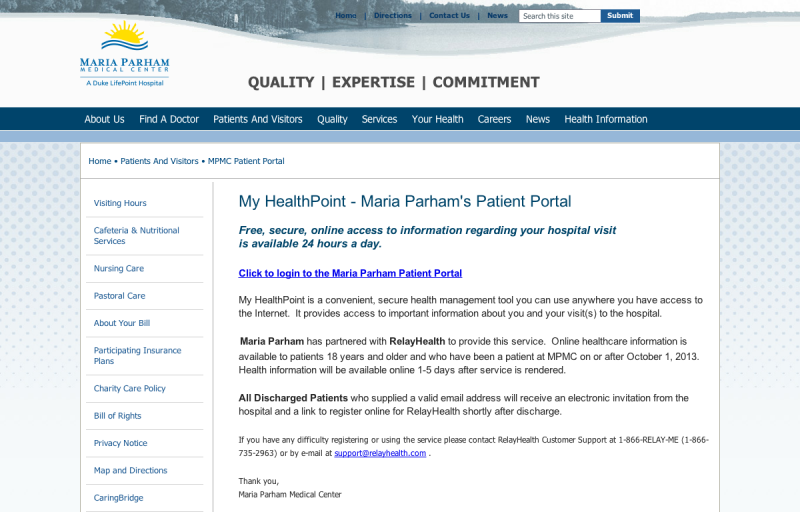 Home | Directions | Contact Us | News Search this site Submit
MARIA PARHAM
MEDICAL CENTER
A Duke LifePoint Hospital
QUALITY | EXPERTISE | COMMITMENT
About Us Find A Doctor Patients And Visitors Quality Services Your Health Careers News Health Information
Home • Patients And Visitors • MPMC Patient Portal
Visiting Hours
Cafeteria & Nutritional
Services
Nursing Care
Pastoral Care
About Your Bill
Participating Insurance
Plans
Charity Care Policy
Bill of Rights
Privacy Notice
Map and Directions
CaringBridge
My HealthPoint - Maria Parham's Patient Portal
Free, secure, online access to information regarding your hospital visit
is available 24 hours a day.
Click to login to the Maria Parham Patient Portal
My HealthPoint is a convenient, secure health management tool you can use anywhere you have access to
the Internet.  It provides access to important information about you and your visit(s) to the hospital.
Maria Parham has partnered with RelayHealth to provide this service.  Online healthcare information is
available to patients 18 years and older and who have been a patient at MPMC on or after October 1, 2013.
Health information will be available online 1-5 days after service is rendered.
All Discharged Patients who supplied a valid email address will receive an electronic invitation from the
hospital and a link to register online for RelayHealth shortly after discharge.
If you have any difficulty registering or using the service please contact RelayHealth Customer Support at 1-866-RELAY-ME (1-866-
735-2963) or by e-mail at support@relayhealth.com .
Thank you,
Maria Parham Medical Center